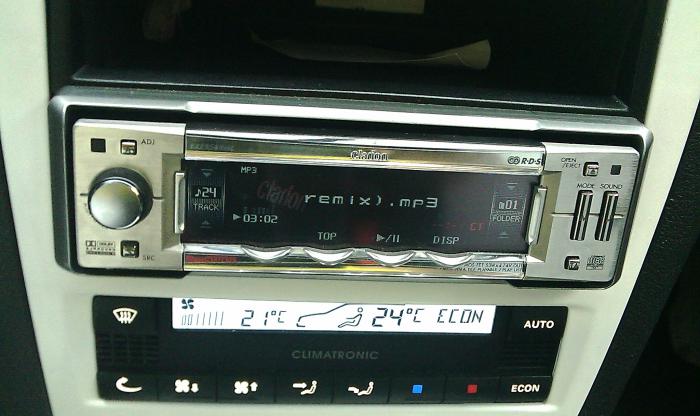 ADJ
Clarion
R·D·S
OPEN
/EJECT
MP3
24
TRACK
remix).mp3
01
FOLDER
MODE SOUND
03:02
CT
TOP
/II
DISP
SRC
21°C 24°C ECON
AUTO
CLIMATRONIC
ECON